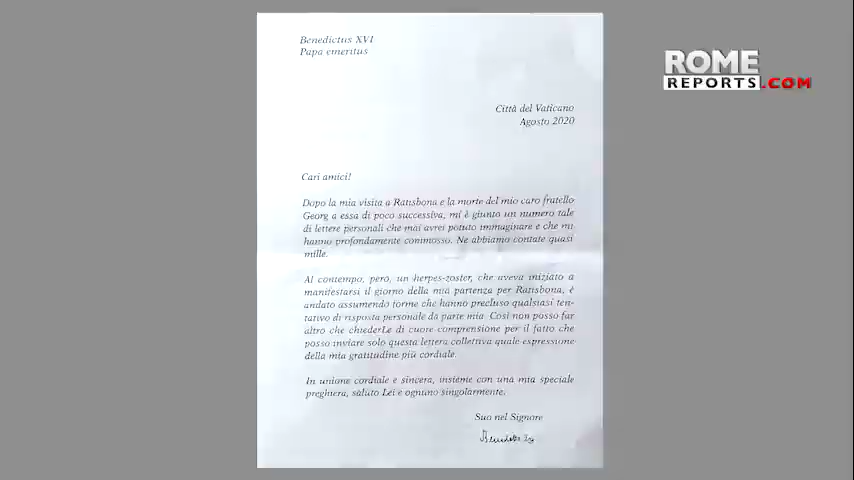 Benedictus XVI
Papa emeritus
ROME
REPORTS.COM
Città del Vaticano
Agosto 2020
Cari amici!
Dopo la mia visita a Ratisbona e la morte del mio caro fratello
Georg a essa di poco successiva, mi è giunto un numero tale
di lettere personali che mai avrei potuto immaginare e che mi
hanno profondamente commosso. Ne abbiamo contate quasi
mille.
Al contempo, però, un herpes-zoster, che aveva iniziato a
manifestarsi il giorno della mia partenza per Ratisbona, è
andato assumendo forme che hanno precluso qualsiasi ten-
tativo di risposta personale da parte mia. Così non posso far
altro che chiederLe di cuore comprensione per il fatto che
posso inviare solo questa lettera collettiva quale espressione
della mia gratitudine più cordiale.
In unione cordiale e sincera, insieme con una mia speciale
preghiera, saluto Lei e ognuno singolarmente.
Suo nel Signore